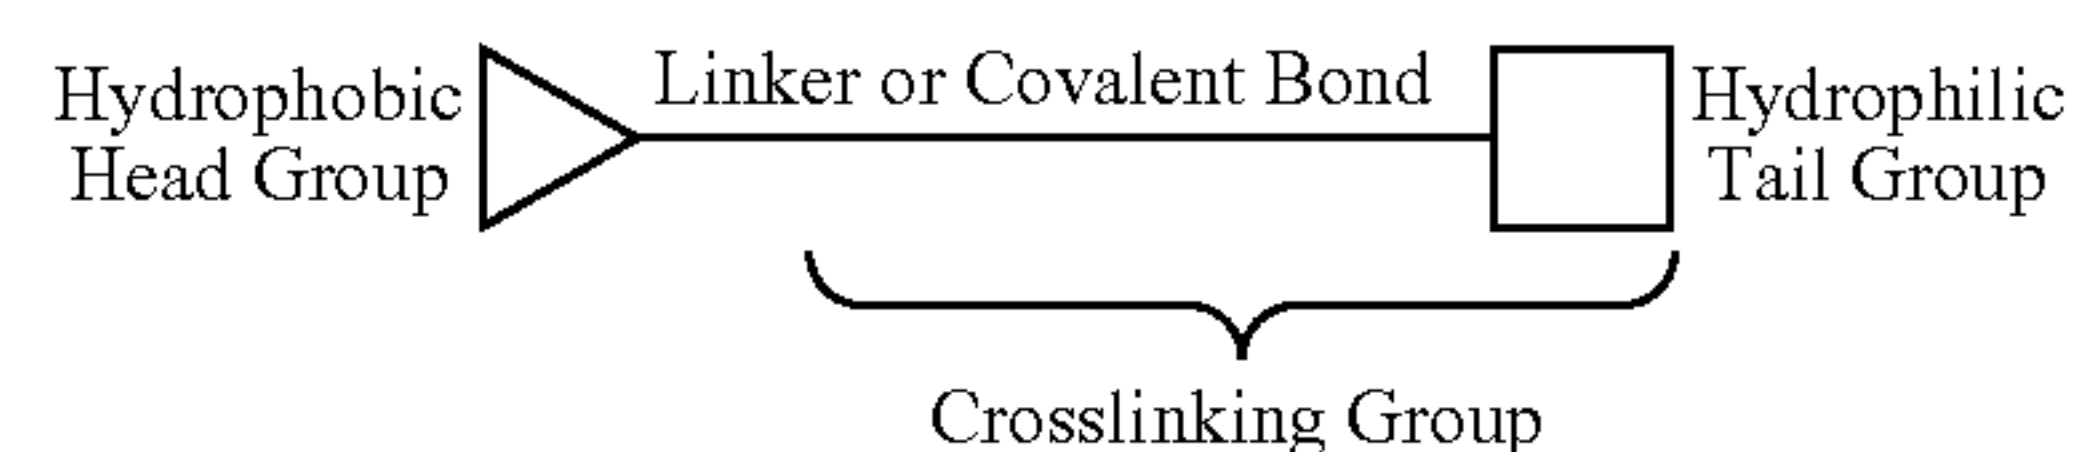 Hydrophobic
Head Group
Linker or Covalent Bond
Hydrophilic
Tail Group
Crosslinking Group